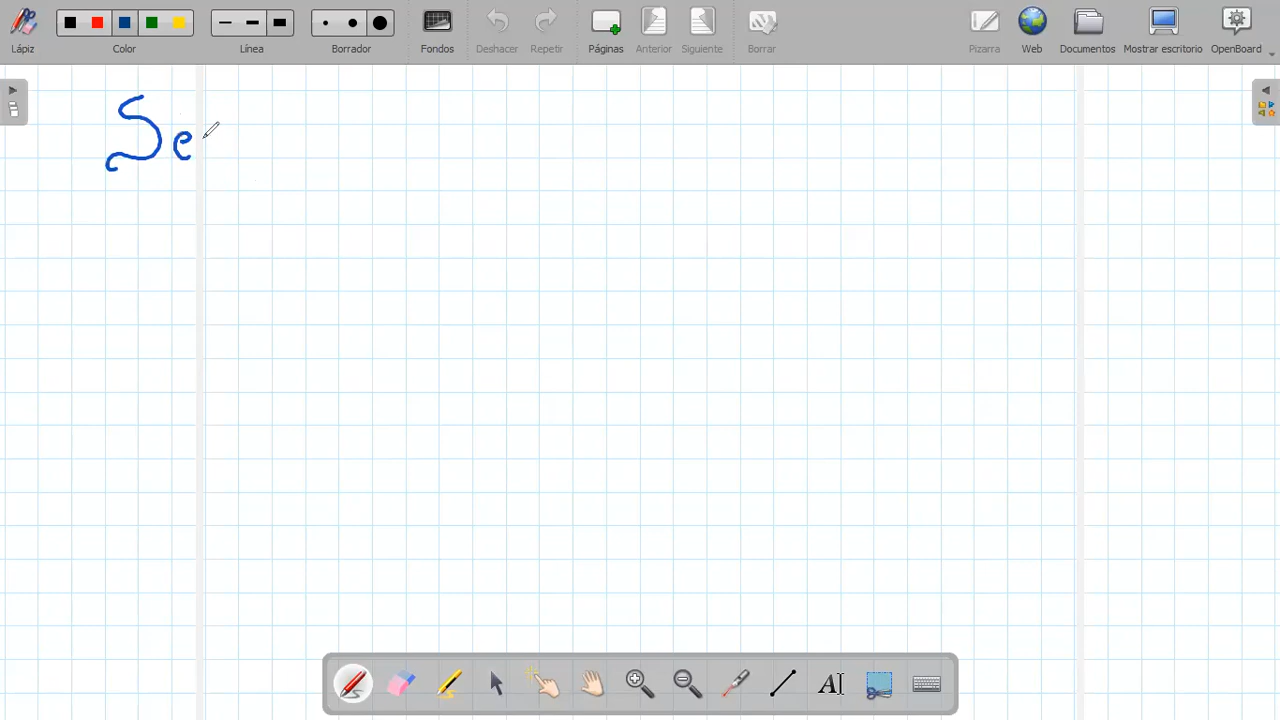 Lápiz Color Línea Borrador Fondos Deshacer Repetir Páginas Anterior Siguiente Borrar Pizarra Web Documentos Mostrar escritorio OpenBoard
Se